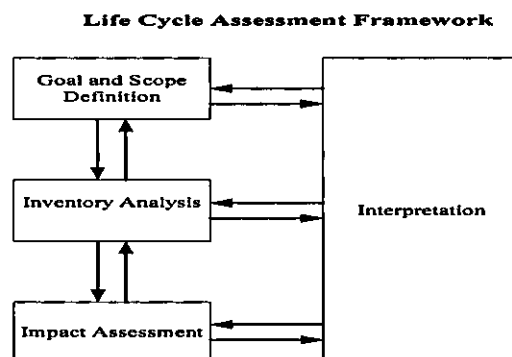 Life Cycle Assessment Framework
Goal and Scope
Definition
Inventory Analysis
Interpretation
Impact Assessment